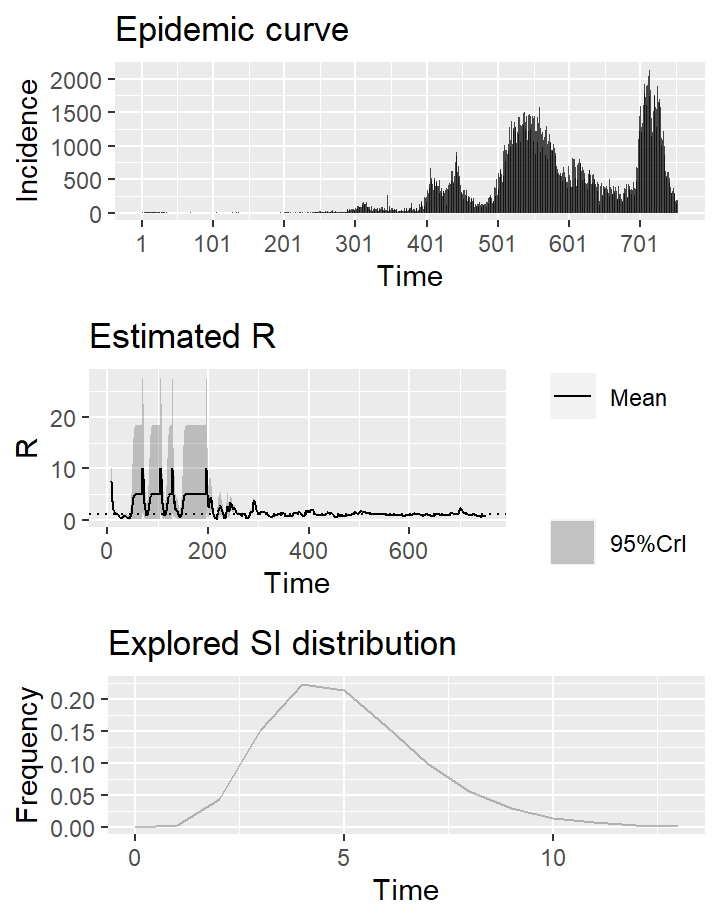 Epidemic curve
Incidence
2000
1500
1000
500
0
1 101 201 301 401 501 601 701
Time
Estimated R
R
20
10
0
0 200 400 600
Time
Mean
95%CrI
Explored SI distribution
Frequency
0.20
0.15
0.10
0.05
0.00
0 5 10
Time